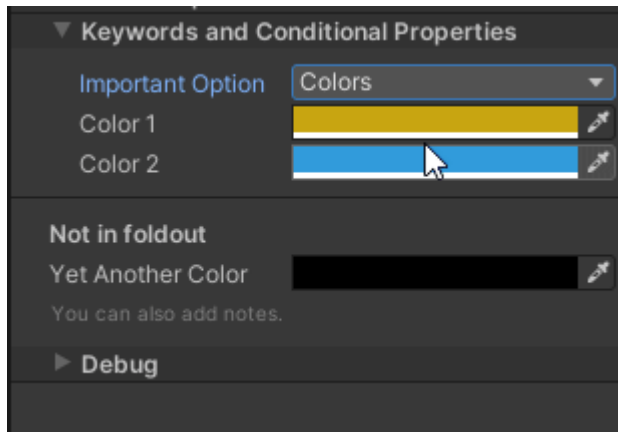 Keywords and Conditional Properties
Important Option Colors
Color 1
Color 2
Not in foldout
Yet Another Color
You can also add notes.
Debug